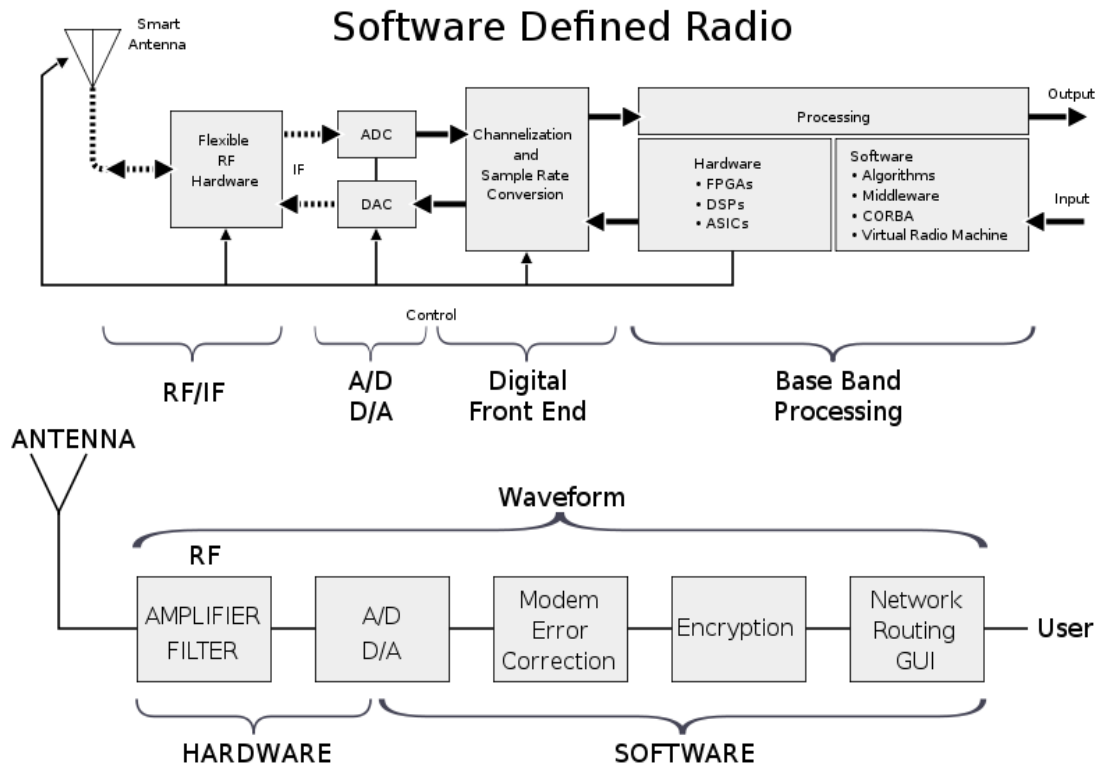 Software Defined Radio
Smart
Antenna
Flexible
RF
Hardware
IF
ADC
DAC
Channelization
and
Sample Rate
Conversion
Processing
Hardware
• FPGAs
• DSPs
• ASICs
Software
• Algorithms
• Middleware
• CORBA
• Virtual Radio Machine
Output
Input
Control
RF/IF
A/D
D/A
Digital
Front End
Base Band
Processing
ANTENNA
Waveform
RF
AMPLIFIER
FILTER
A/D
D/A
Modem
Error
Correction
Encryption
Network
Routing
GUI
User
HARDWARE
SOFTWARE